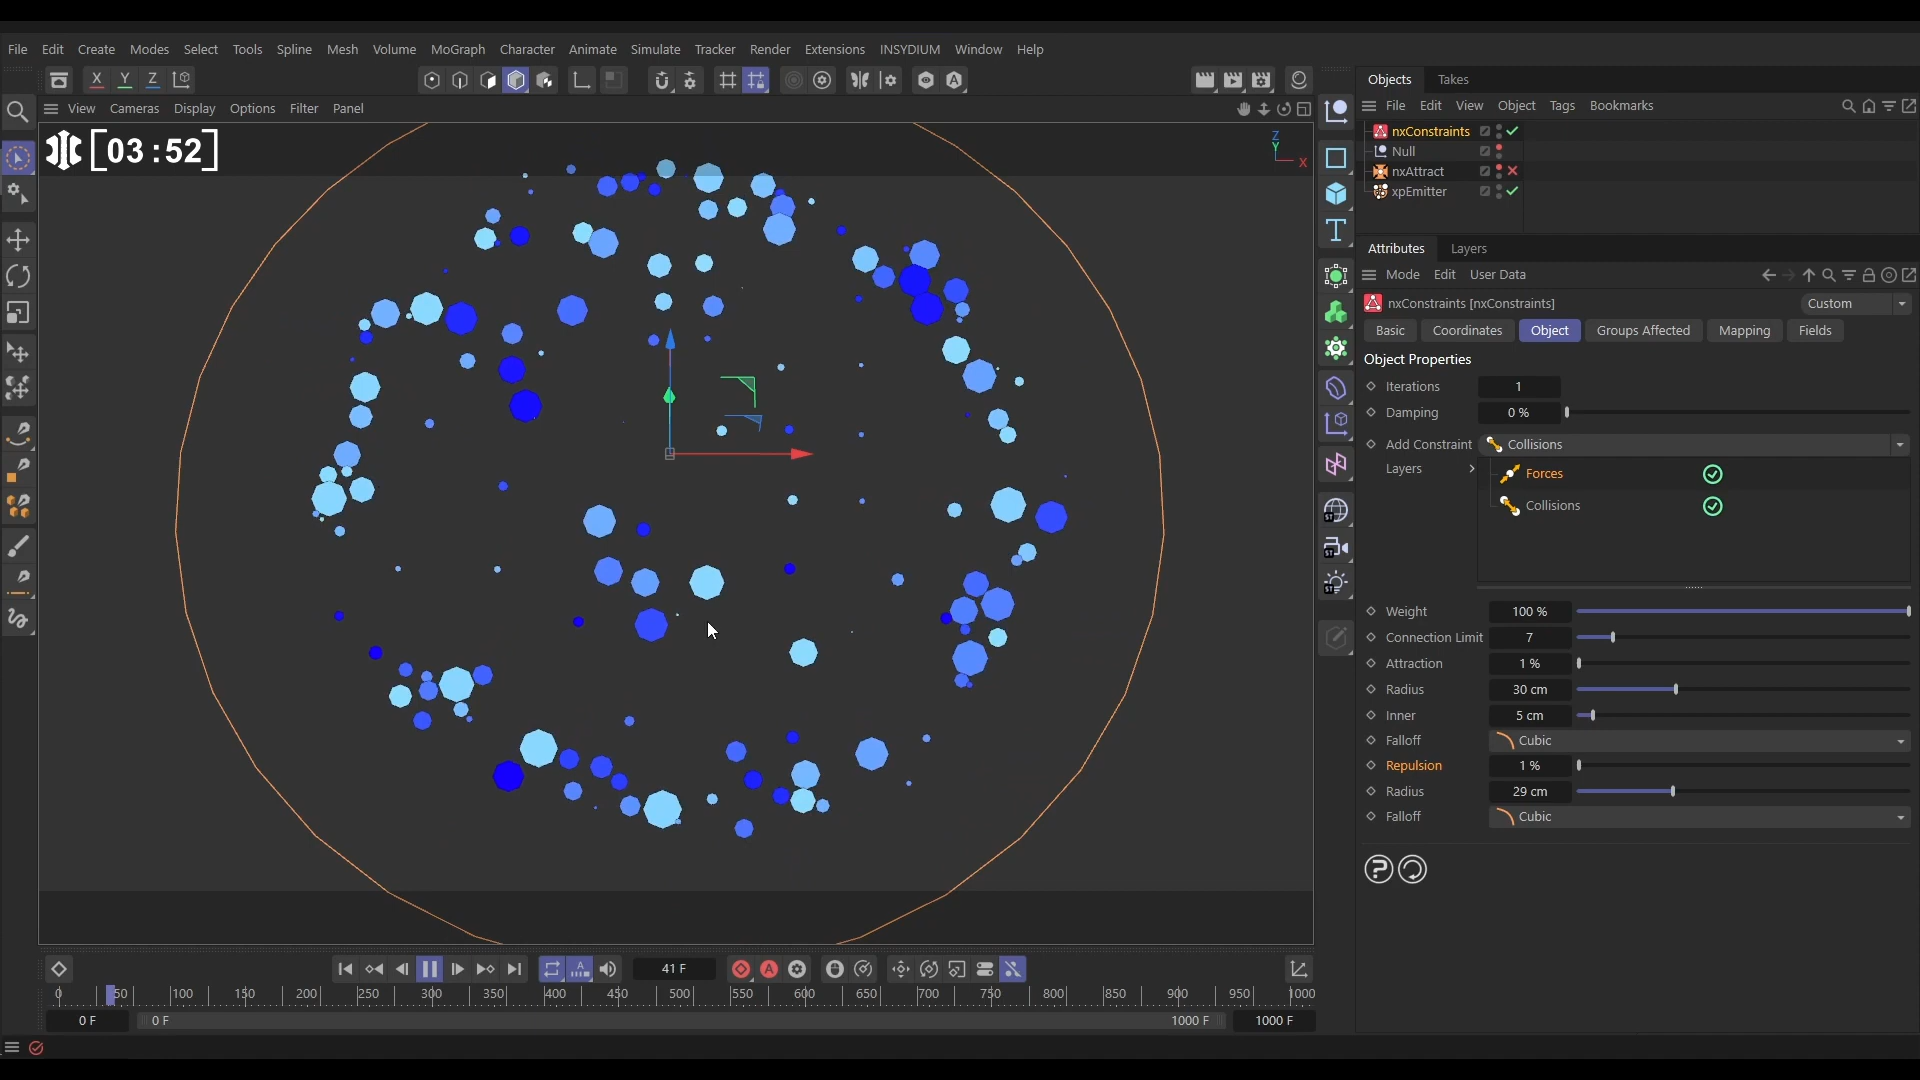 File Edit Create Modes Select Tools Spline Mesh Volume MoGraph Character Animate Simulate Tracker Render Extensions INSYDIUM Window Help
X Y Z
View Cameras Display Options Filter Panel
[03:52]
Z
Y
X
Objects Takes
File Edit View Object Tags Bookmarks
nxConstraints
Null
nxAttract
xpEmitter
Attributes Layers
Mode Edit User Data
nxConstraints [nxConstraints] Custom
Basic Coordinates Object Groups Affected Mapping Fields
Object Properties
Iterations 1
Damping 0 %
Add Constraint Collisions
Layers Forces
Collisions
Weight 100 %
Connection Limit 7
Attraction 1 %
Radius 30 cm
Inner 5 cm
Falloff Cubic
Repulsion 1 %
Radius 29 cm
Falloff Cubic
41 F
0 50 100 150 200 250 300 350 400 450 500 550 600 650 700 750 800 850 900 950 1000
0 F 0 F 1000 F 1000 F